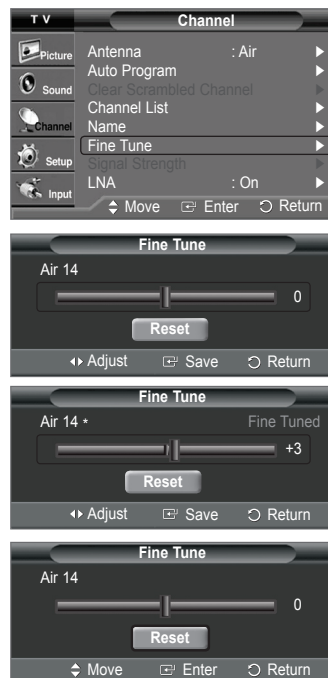 T V
Channel
Picture
Sound
Channel
Setup
Input
Antenna : Air
Auto Program
Clear Scrambled Channel
Channel List
Name
Fine Tune
Signal Strength
LNA : On
Move Enter Return
Fine Tune
Air 14
0
Reset
Adjust Save Return
Fine Tune
Air 14 * Fine Tuned
+3
Reset
Adjust Save Return
Fine Tune
Air 14
0
Reset
Move Enter Return